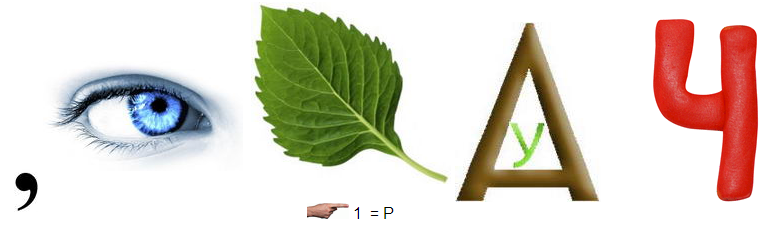 , А у Ч
1 = Р